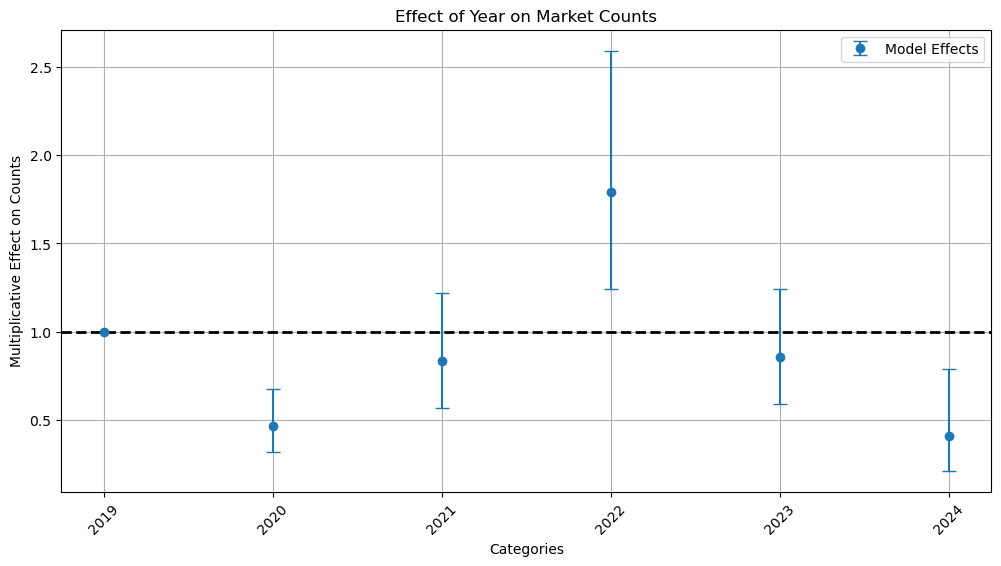 Effect of Year on Market Counts
Model Effects
Multiplicative Effect on Counts
2.5
2.0
1.5
1.0
0.5
2019
2020
2021
2022
2023
2024
Categories